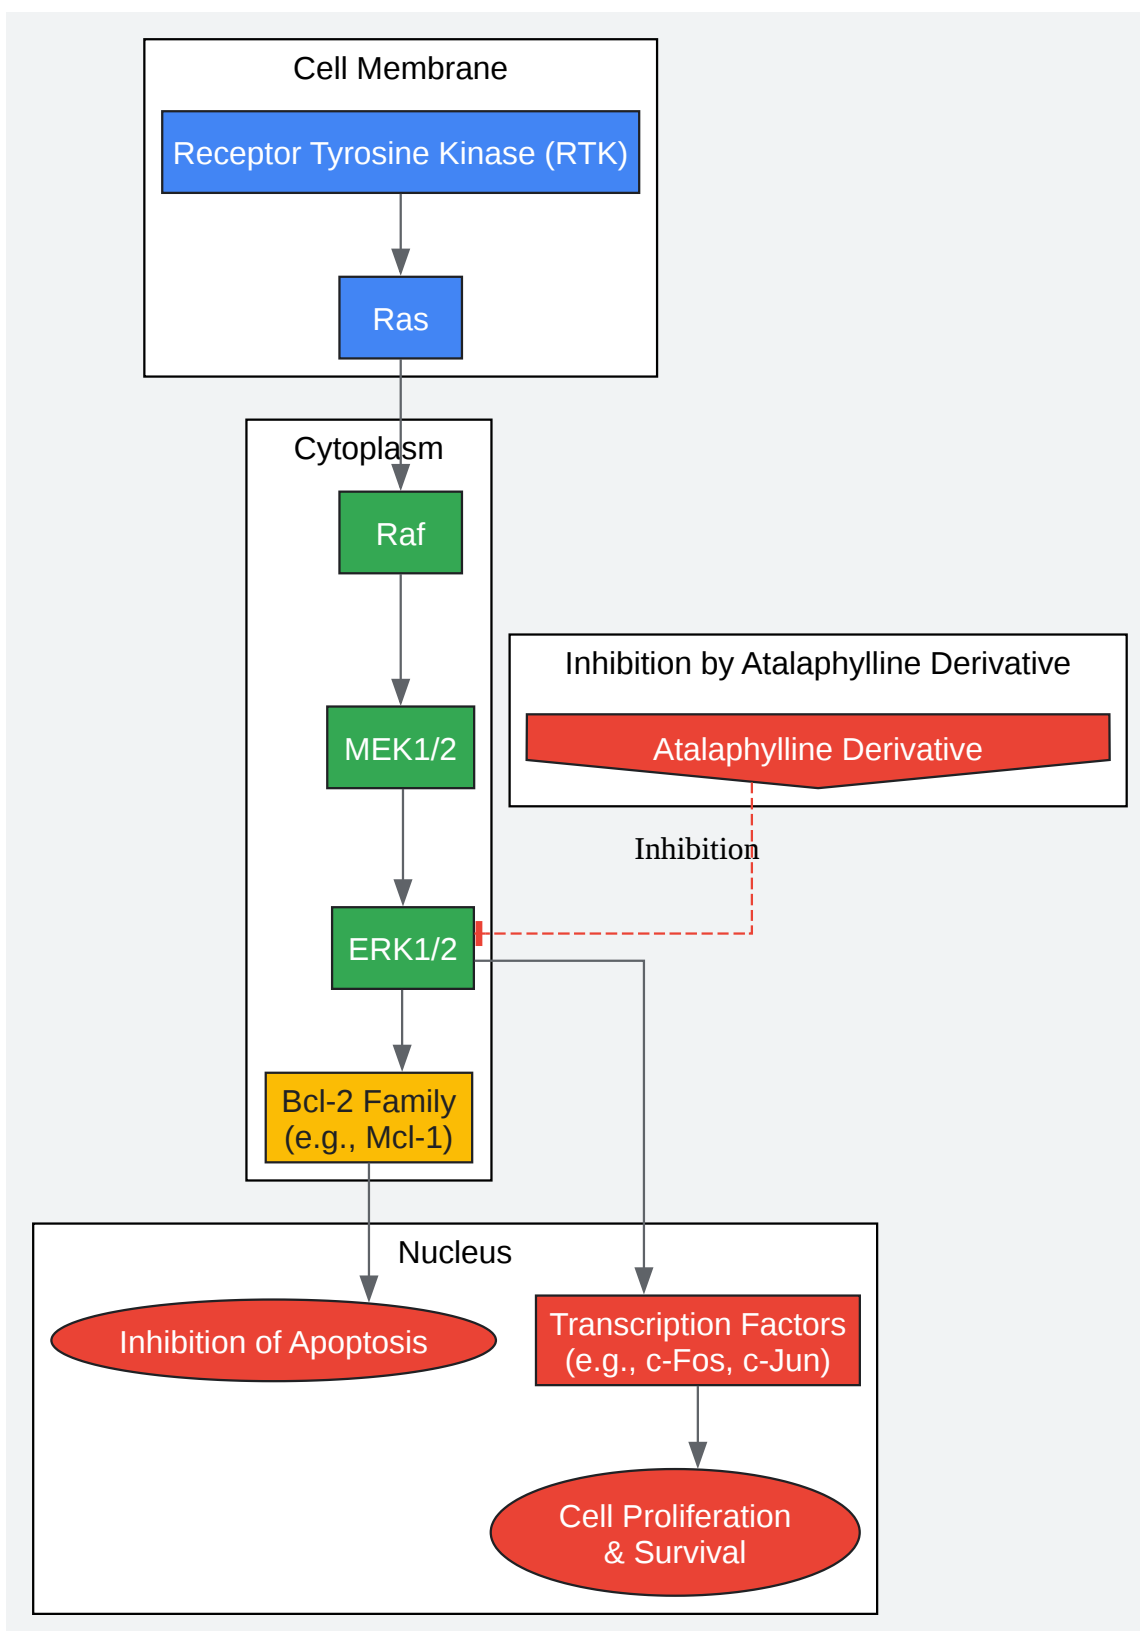 Cell Membrane
Receptor Tyrosine Kinase (RTK)
Ras
Cytoplasm
Raf
Inhibition by Atalaphylline Derivative
MEK1/2
Atalaphylline Derivative
Inhibition
ERK1/2
Bcl-2 Family
(e.g., Mcl-1)
Nucleus
Inhibition of Apoptosis
Transcription Factors
(e.g., c-Fos, c-Jun)
Cell Proliferation
& Survival